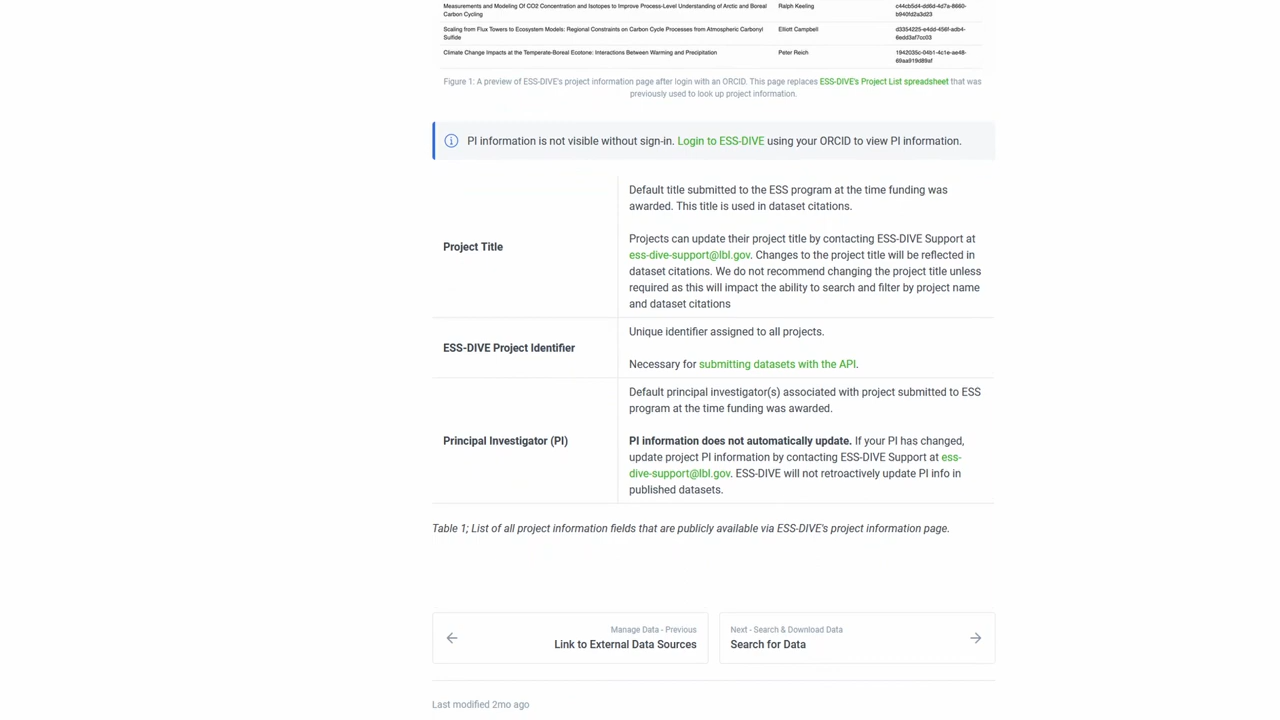 Measurements and Modeling Of CO2 Concentration and Isotopes to Improve Process-Level Understanding of Arctic and Boreal Carbon Cycling
Ralph Keeling
c44cb5d4-dd6d-4d7a-8660-b940fd2a3d23
Scaling from Flux Towers to Ecosystem Models: Regional Constraints on Carbon Cycle Processes from Atmospheric Carbonyl Sulfide
Elliott Campbell
d3354225-e4dd-456f-adb4-6edd3af7cc03
Climate Change Impacts at the Temperate-Boreal Ecotone: Interactions Between Warming and Precipitation
Peter Reich
1942035c-04b1-4c1e-ae48-69aa919d89af
Figure 1: A preview of ESS-DIVE's project information page after login with an ORCID. This page replaces ESS-DIVE's Project List spreadsheet that was
previously used to look up project information.
PI information is not visible without sign-in. Login to ESS-DIVE using your ORCID to view PI information.
Project Title
Default title submitted to the ESS program at the time funding was
awarded. This title is used in dataset citations.
Projects can update their project title by contacting ESS-DIVE Support at
ess-dive-support@lbl.gov. Changes to the project title will be reflected in
dataset citations. We do not recommend changing the project title unless
required as this will impact the ability to search and filter by project name
and dataset citations
ESS-DIVE Project Identifier
Unique identifier assigned to all projects.
Necessary for submitting datasets with the API.
Principal Investigator (PI)
Default principal investigator(s) associated with project submitted to ESS
program at the time funding was awarded.
PI information does not automatically update. If your PI has changed,
update project PI information by contacting ESS-DIVE Support at ess-
dive-support@lbl.gov. ESS-DIVE will not retroactively update PI info in
published datasets.
Table 1; List of all project information fields that are publicly available via ESS-DIVE's project information page.
Manage Data - Previous
Link to External Data Sources
Next - Search & Download Data
Search for Data
Last modified 2mo ago